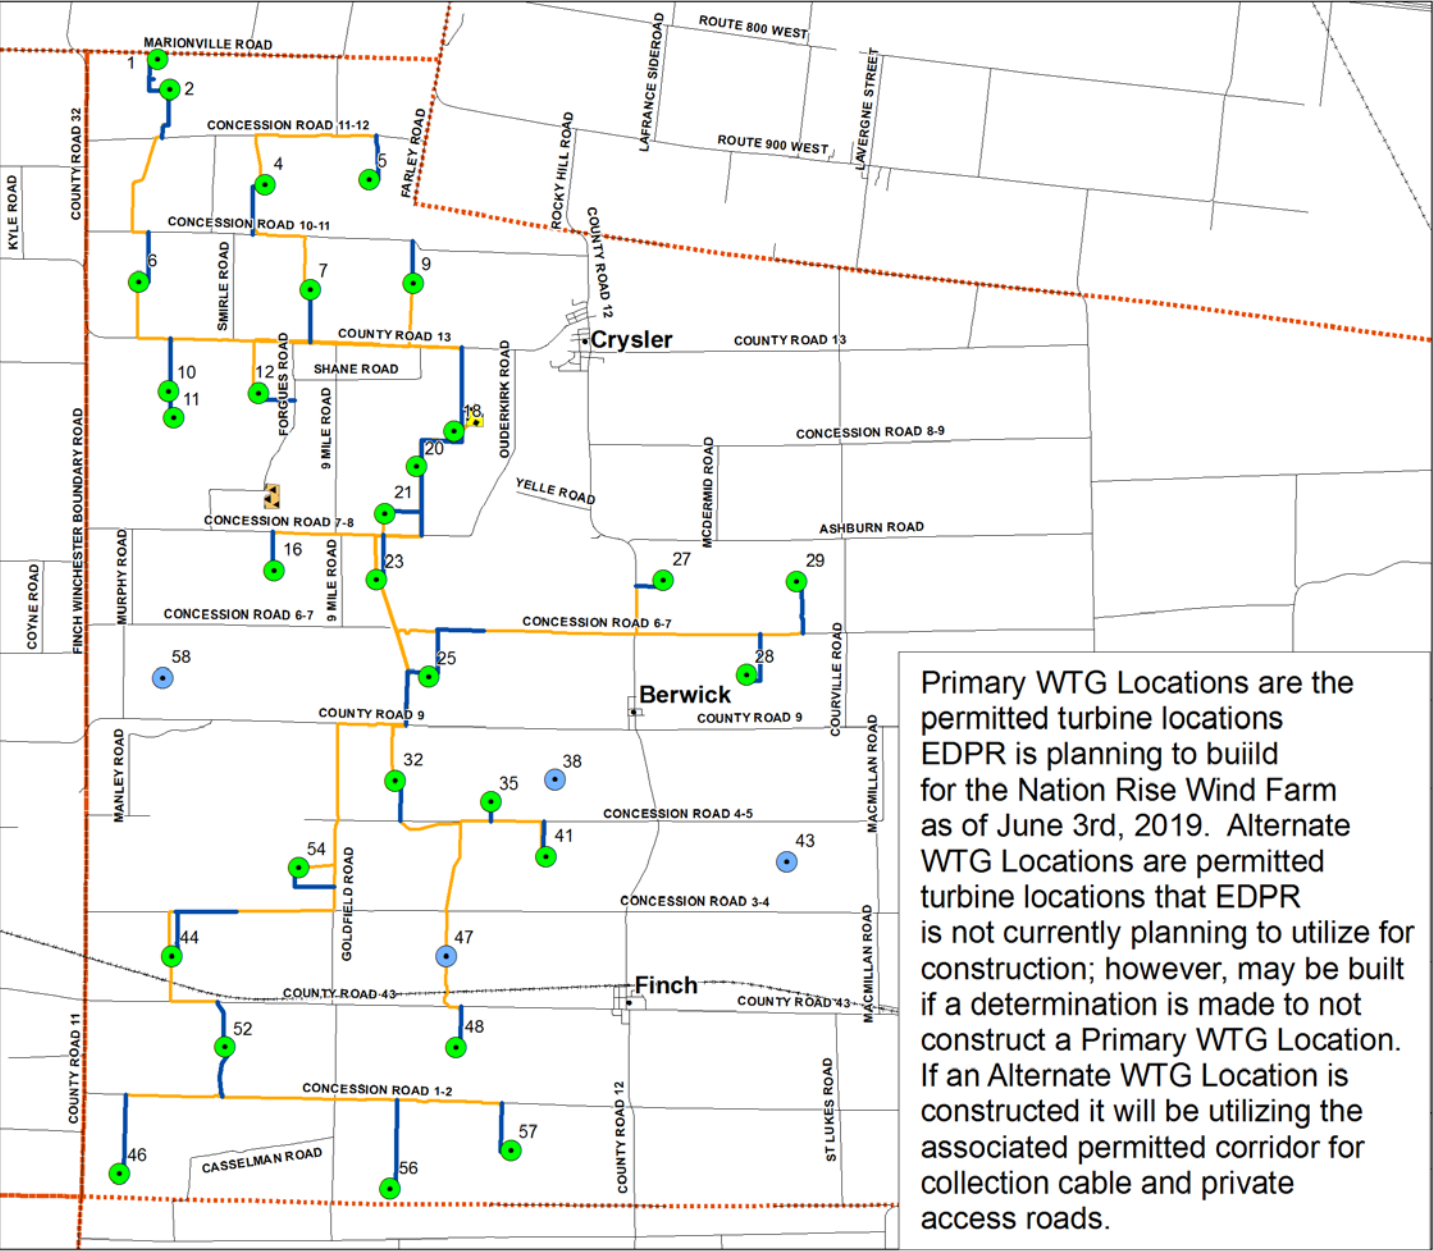 ROUTE 800 WEST
MARIONVILLE ROAD
1
2
LAFRANCE SIDEROAD
LAVERGNE STREET
COUNTY ROAD 32
CONCESSION ROAD 11-12
FARLEY ROAD
ROCKY HILL ROAD
ROUTE 900 WEST
4
5
KYLE ROAD
CONCESSION ROAD 10-11
COUNTY ROAD 12
6
SMIRLE ROAD
7
9
COUNTY ROAD 13
Crysler
COUNTY ROAD 13
10
11
12
FORGUES ROAD
SHANE ROAD
9 MILE ROAD
OUDERKIRK ROAD
18
20
CONCESSION ROAD 8-9
MCDERMID ROAD
FINCH WINCHESTER BOUNDARY ROAD
21
YELLE ROAD
CONCESSION ROAD 7-8
ASHBURN ROAD
COYNE ROAD
MURPHY ROAD
16
9 MILE ROAD
23
27
29
CONCESSION ROAD 6-7
CONCESSION ROAD 6-7
58
25
28
COURVILLE ROAD
Berwick
COUNTY ROAD 9
COUNTY ROAD 9
MANLEY ROAD
32
35
38
MACMILLAN ROAD
CONCESSION ROAD 4-5
41
43
54
GOLDFIELD ROAD
CONCESSION ROAD 3-4
44
47
MACMILLAN ROAD
Finch
COUNTY ROAD 43
COUNTY ROAD 43
COUNTY ROAD 11
52
48
CONCESSION ROAD 1-2
COUNTY ROAD 12
ST LUKES ROAD
46
CASSELMAN ROAD
56
57
Primary WTG Locations are the
permitted turbine locations
EDPR is planning to buiild
for the Nation Rise Wind Farm
as of June 3rd, 2019. Alternate
WTG Locations are permitted
turbine locations that EDPR
is not currently planning to utilize for
construction; however, may be built
if a determination is made to not
construct a Primary WTG Location.
If an Alternate WTG Location is
constructed it will be utilizing the
associated permitted corridor for
collection cable and private
access roads.